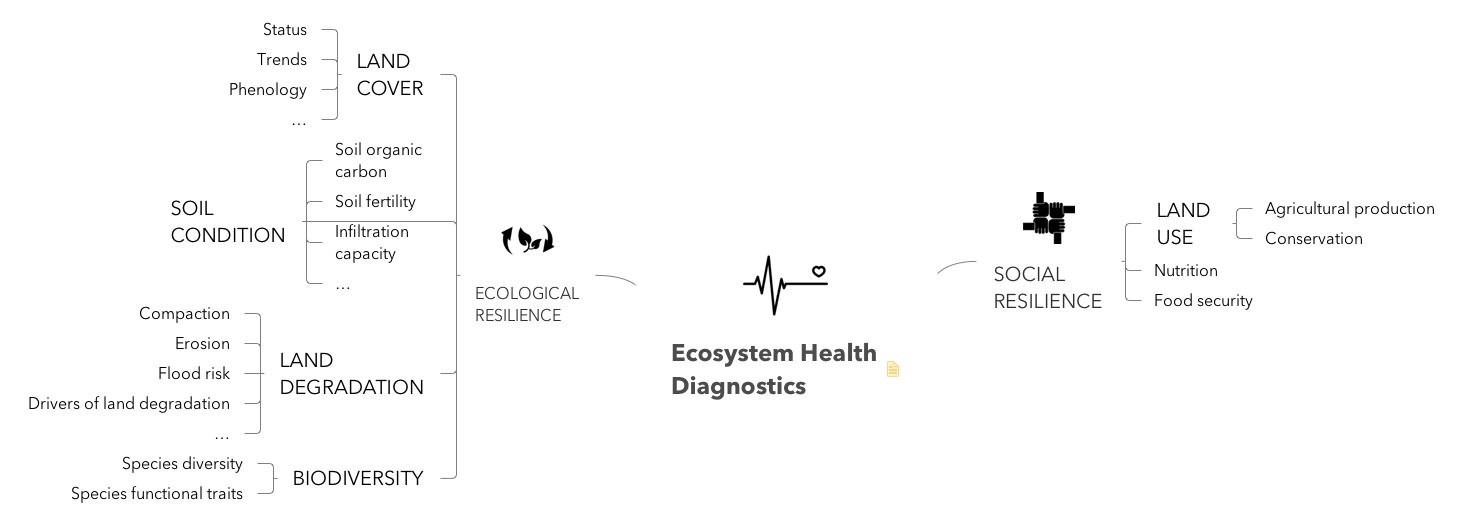 Status
Trends
Phenology
...
LAND
COVER
Soil organic
carbon
Soil fertility
Infiltration
capacity
...
SOIL
CONDITION
Compaction
Erosion
Flood risk
Drivers of land degradation
...
LAND
DEGRADATION
Species diversity
Species functional traits
BIODIVERSITY
ECOLOGICAL
RESILIENCE
Ecosystem Health
Diagnostics
SOCIAL
RESILIENCE
LAND
USE
Agricultural production
Conservation
Nutrition
Food security